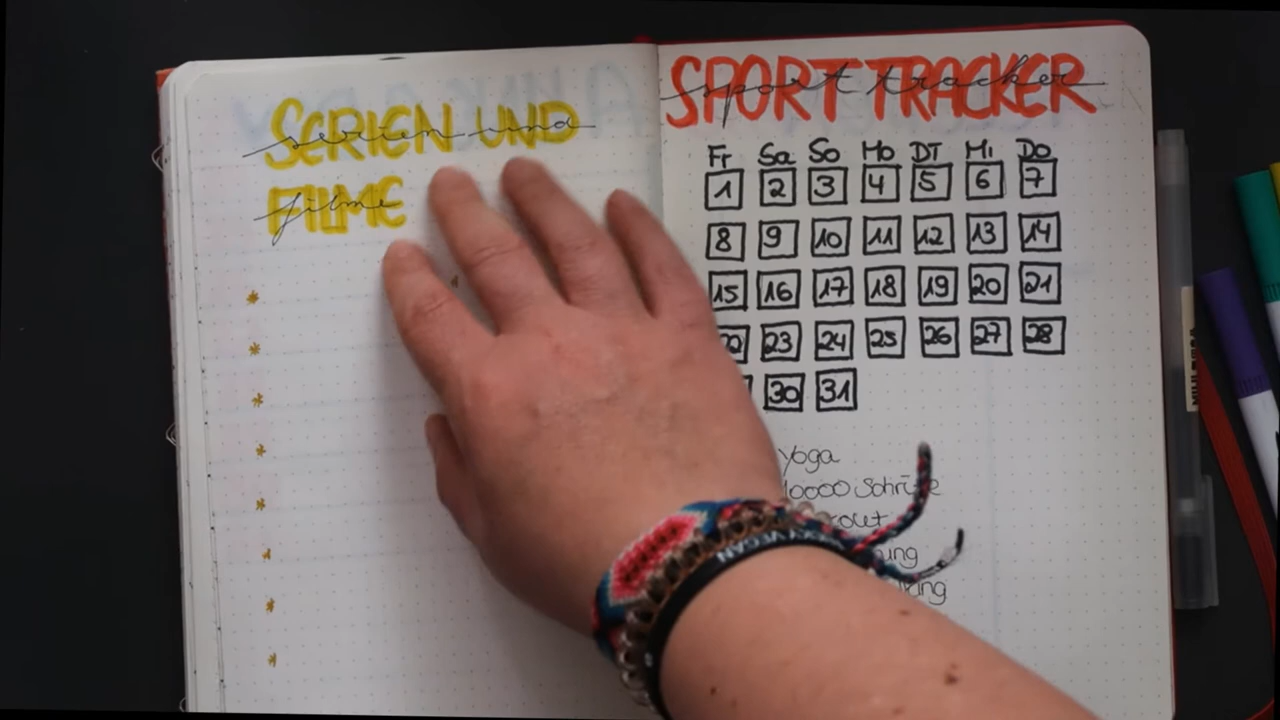 SERIEN UND
serien und
FILME
filme
SPORT TRACKER
sport tracker
Fr Sa So Mo DI Mi Do
1 2 3 4 5 6 7
8 9 10 11 12 13 14
15 16 17 18 19 20 21
22 23 24 25 26 27 28
30 31
yoga
10000 Schritte
VEGAN